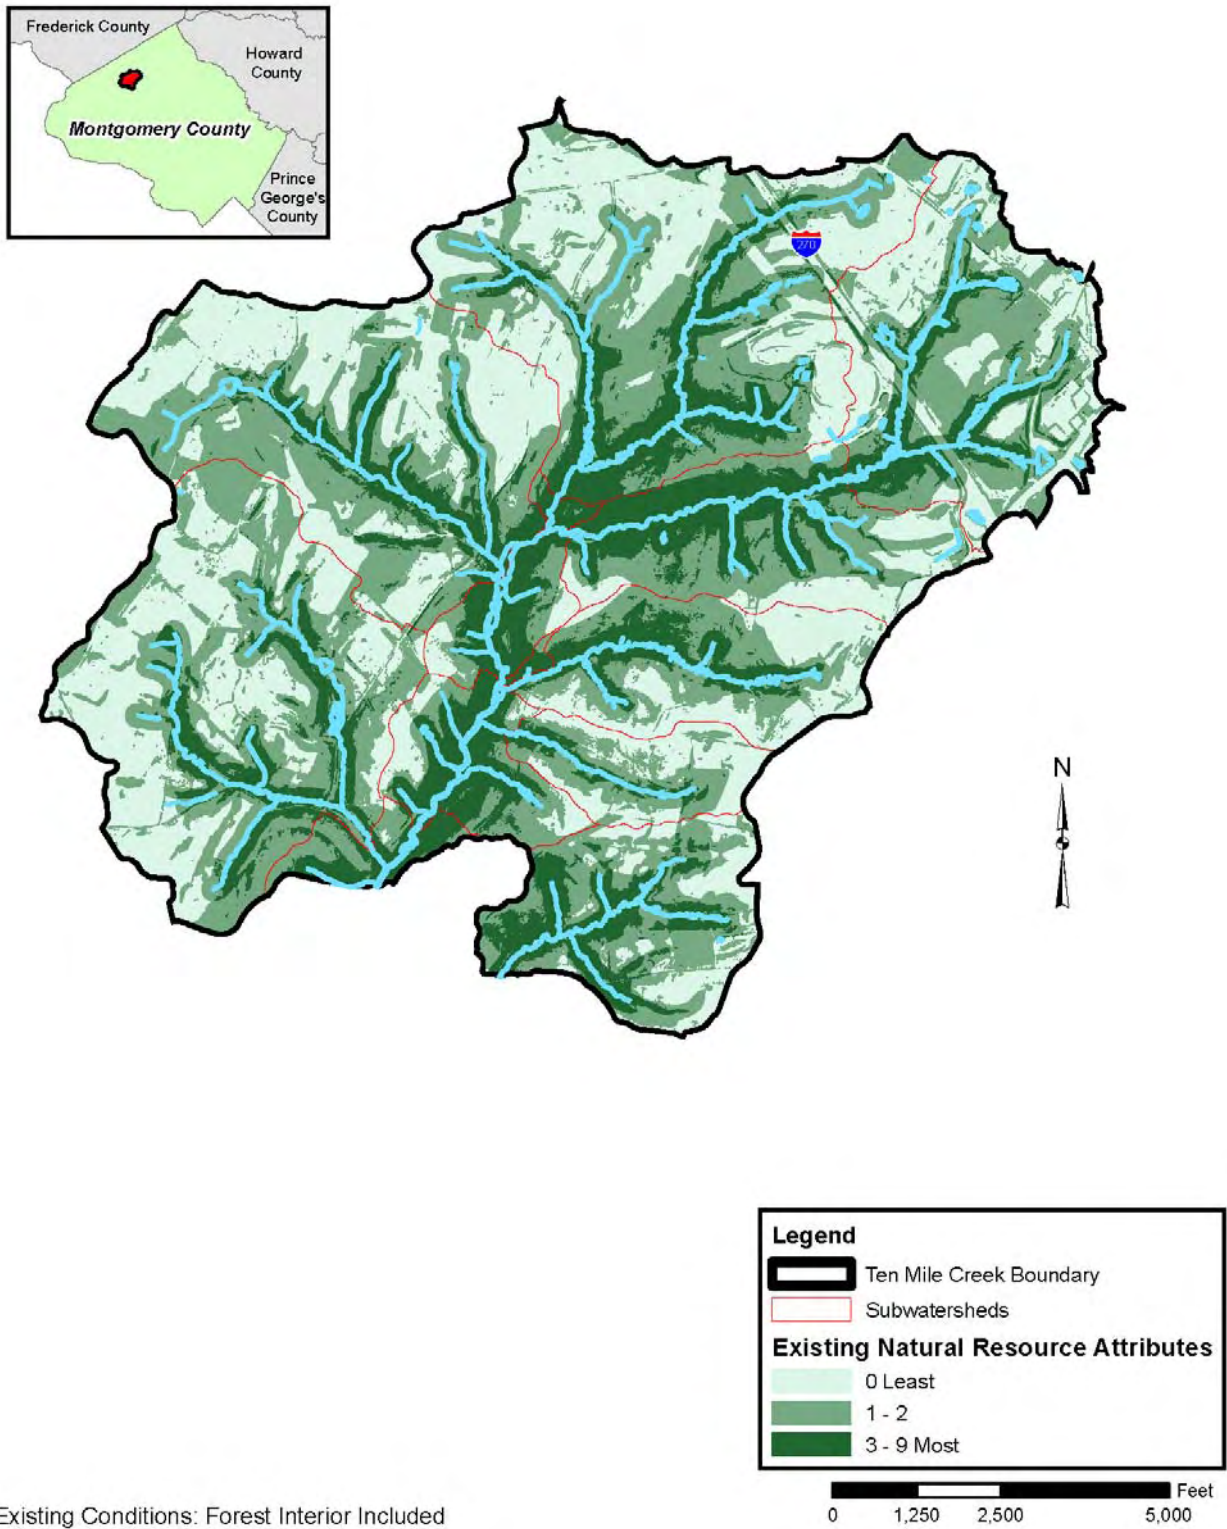 Frederick County
Howard
County
Montgomery County
Prince
George's
County
270
N
Legend
Ten Mile Creek Boundary
Subwatersheds
Existing Natural Resource Attributes
0 Least
1 - 2
3 - 9 Most
Feet
0 1,250 2,500 5,000
Existing Conditions: Forest Interior Included